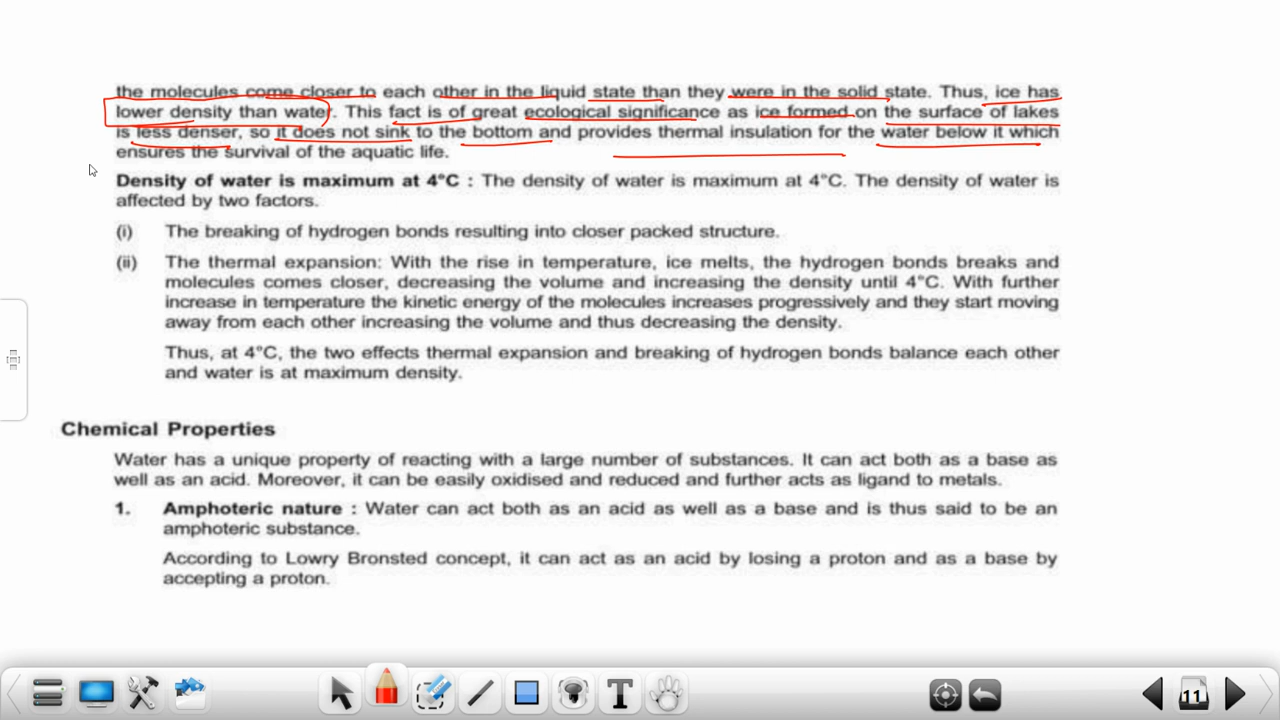 the molecules come closer to each other in the liquid state than they were in the solid state. Thus, ice has
lower density than water. This fact is of great ecological significance as ice formed on the surface of lakes
is less denser, so it does not sink to the bottom and provides thermal insulation for the water below it which
ensures the survival of the aquatic life.
Density of water is maximum at 4°C : The density of water is maximum at 4°C. The density of water is
affected by two factors.
(i) The breaking of hydrogen bonds resulting into closer packed structure.
(ii) The thermal expansion: With the rise in temperature, ice melts, the hydrogen bonds breaks and
molecules comes closer, decreasing the volume and increasing the density until 4°C. With further
increase in temperature the kinetic energy of the molecules increases progressively and they start moving
away from each other increasing the volume and thus decreasing the density.
Thus, at 4°C, the two effects thermal expansion and breaking of hydrogen bonds balance each other
and water is at maximum density.
Chemical Properties
Water has a unique property of reacting with a large number of substances. It can act both as a base as
well as an acid. Moreover, it can be easily oxidised and reduced and further acts as ligand to metals.
1. Amphoteric nature : Water can act both as an acid as well as a base and is thus said to be an
amphoteric substance.
According to Lowry Bronsted concept, it can act as an acid by losing a proton and as a base by
accepting a proton.
T
11